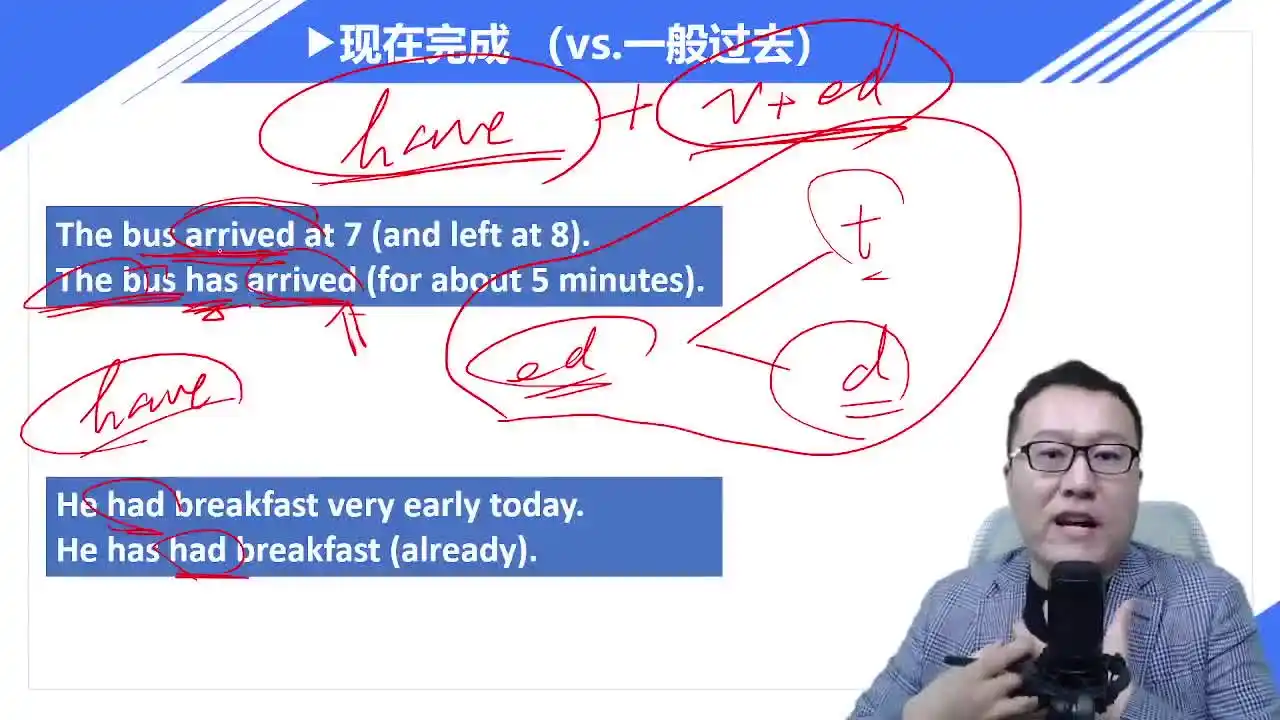 ▶现在完成 （vs.一般过去）
have + v+ed
The bus arrived at 7 (and left at 8).
The bus has arrived (for about 5 minutes).
t
ed
d
have
He had breakfast very early today.
He has had breakfast (already).